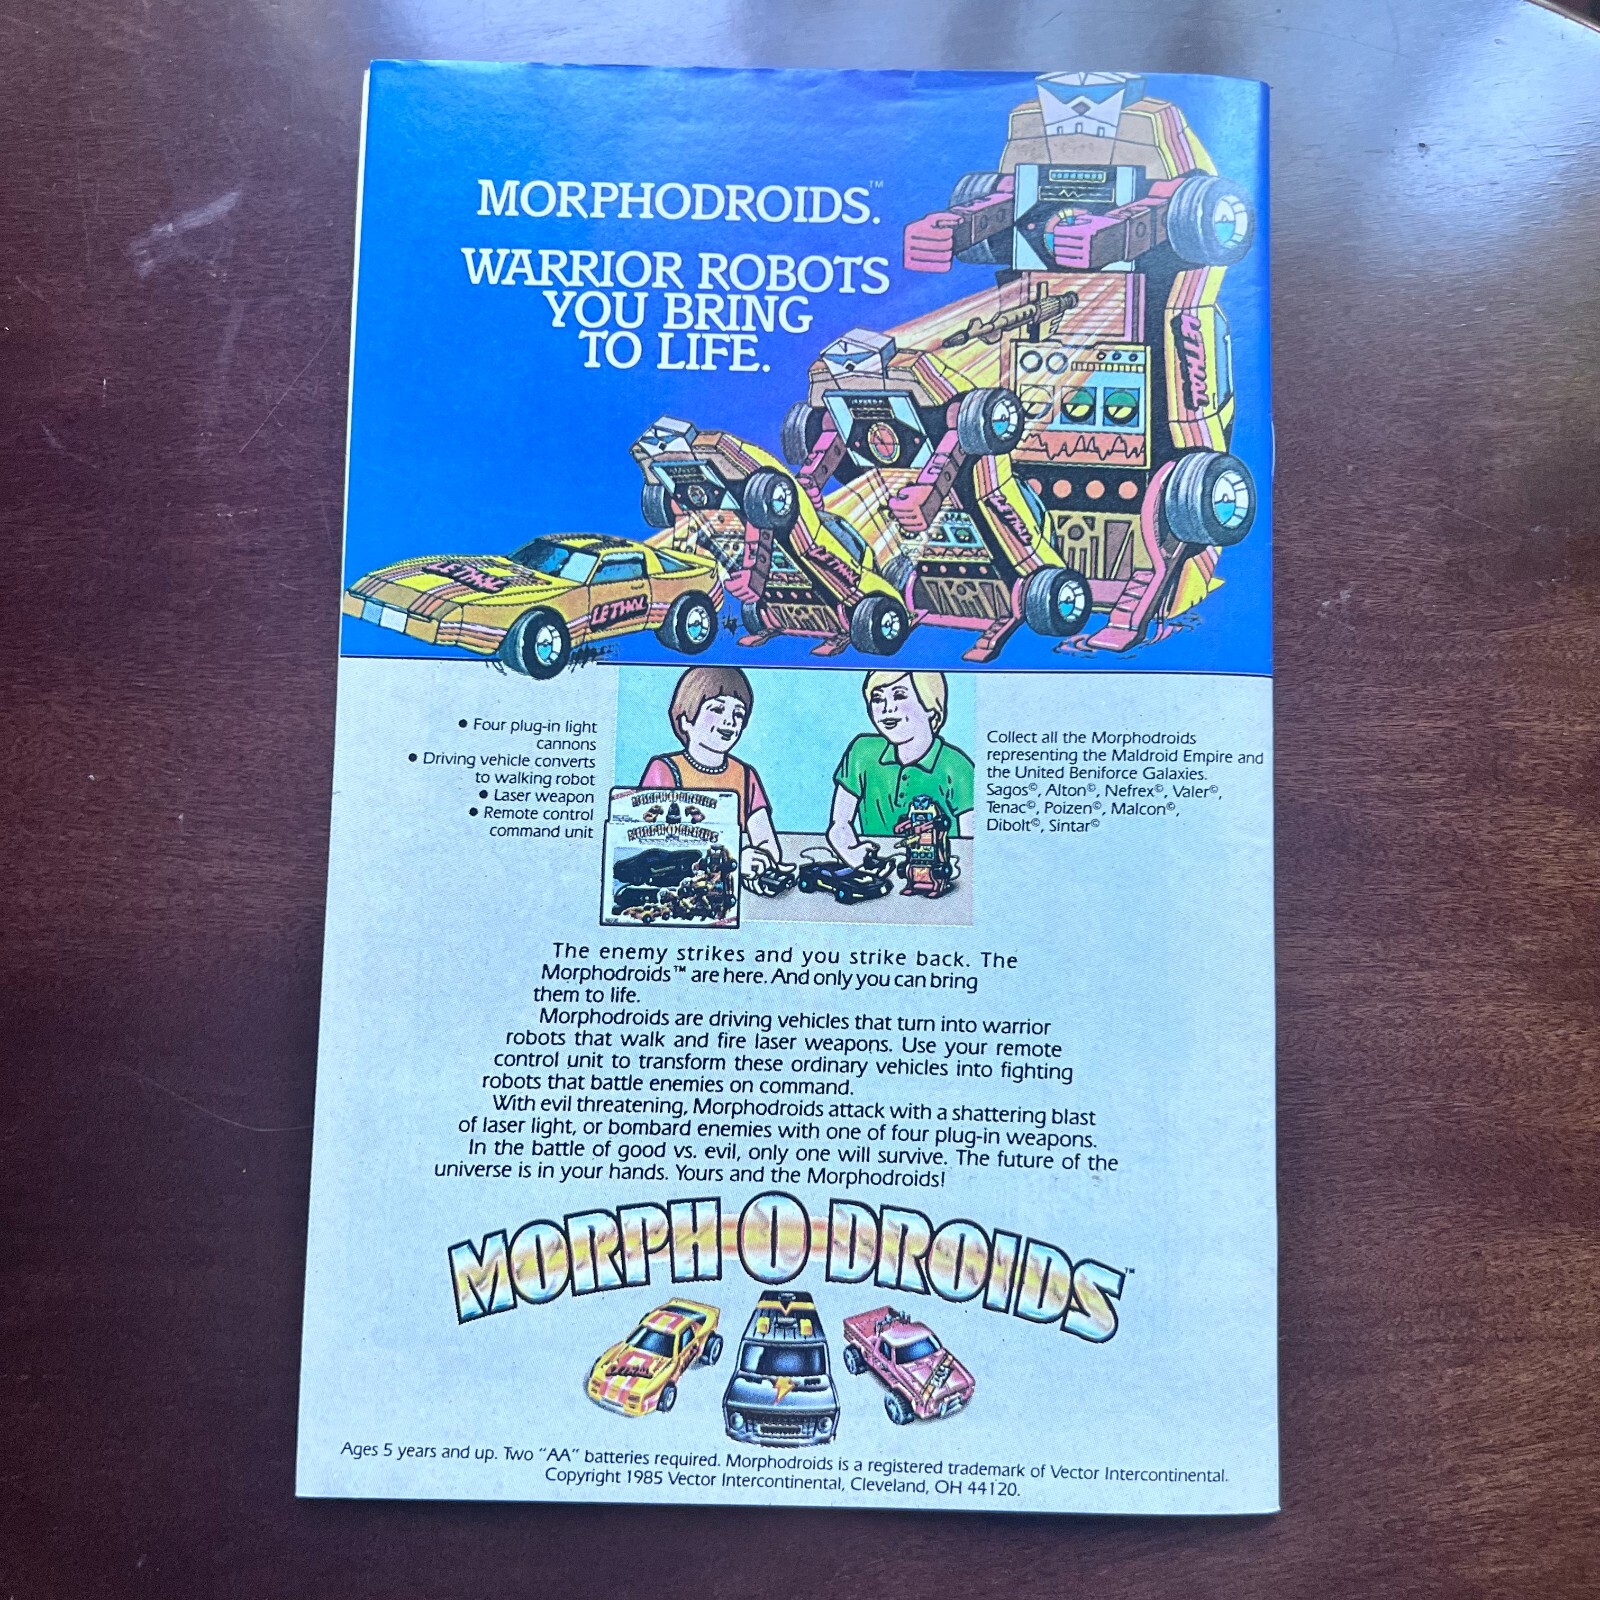 MORPHODROIDS.™
WARRIOR ROBOTS
YOU BRING
TO LIFE.
LETHAL
LETHAL
LETHAL
LETHAL
LETHAL
● Four plug-in light
cannons
● Driving vehicle converts
to walking robot
● Laser weapon
● Remote control
command unit
Collect all the Morphodroids
representing the Maldroid Empire and
the United Beniforce Galaxies.
Sagos©, Alton©, Nefrex©, Valer©,
Tenac©, Poizen©, Malcon©,
Dibolt©, Sintar©
MORPH O DROIDS
MORPH O DROIDS
The enemy strikes and you strike back. The
Morphodroids™ are here. And only you can bring
them to life.
Morphodroids are driving vehicles that turn into warrior
robots that walk and fire laser weapons. Use your remote
control unit to transform these ordinary vehicles into fighting
robots that battle enemies on command.
With evil threatening, Morphodroids attack with a shattering blast
of laser light, or bombard enemies with one of four plug-in weapons.
In the battle of good vs. evil, only one will survive. The future of the
universe is in your hands. Yours and the Morphodroids!
MORPH O DROIDS™
Ages 5 years and up. Two "AA" batteries required. Morphodroids is a registered trademark of Vector Intercontinental.
Copyright 1985 Vector Intercontinental, Cleveland, OH 44120.